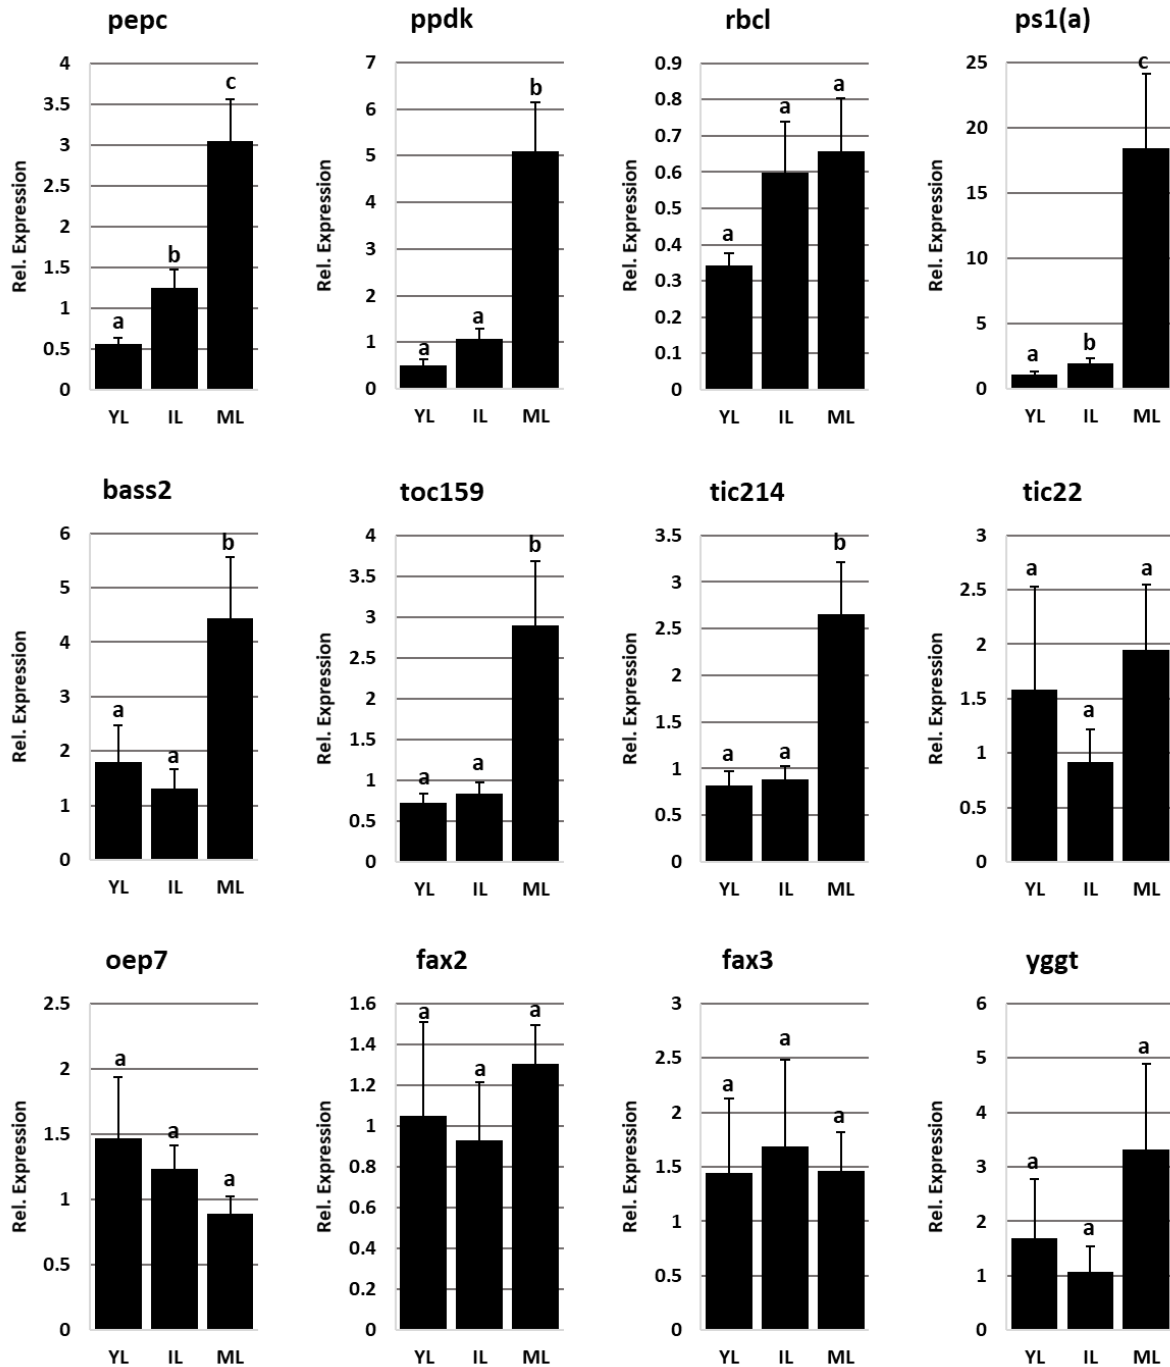 pepc
Rel. Expression
4
3.5
3
2.5
2
1.5
1
0.5
0
a
b
c
YL IL ML
ppdk
Rel. Expression
7
6
5
4
3
2
1
0
a
a
b
YL IL ML
rbcl
Rel. Expression
0.9
0.8
0.7
0.6
0.5
0.4
0.3
0.2
0.1
0
a
a
a
YL IL ML
ps1(a)
Rel. Expression
25
20
15
10
5
0
a
b
c
YL IL ML
bass2
Rel. Expression
6
5
4
3
2
1
0
a
a
b
YL IL ML
toc159
Rel. Expression
4
3.5
3
2.5
2
1.5
1
0.5
0
a
a
b
YL IL ML
tic214
Rel. Expression
3.5
3
2.5
2
1.5
1
0.5
0
a
a
b
YL IL ML
tic22
Rel. Expression
3
2.5
2
1.5
1
0.5
0
a
a
a
YL IL ML
oep7
Rel. Expression
2.5
2
1.5
1
0.5
0
a
a
a
YL IL ML
fax2
Rel. Expression
1.6
1.4
1.2
1
0.8
0.6
0.4
0.2
0
a
a
a
YL IL ML
fax3
Rel. Expression
3
2.5
2
1.5
1
0.5
0
a
a
a
YL IL ML
yggt
Rel. Expression
6
5
4
3
2
1
0
a
a
a
YL IL ML